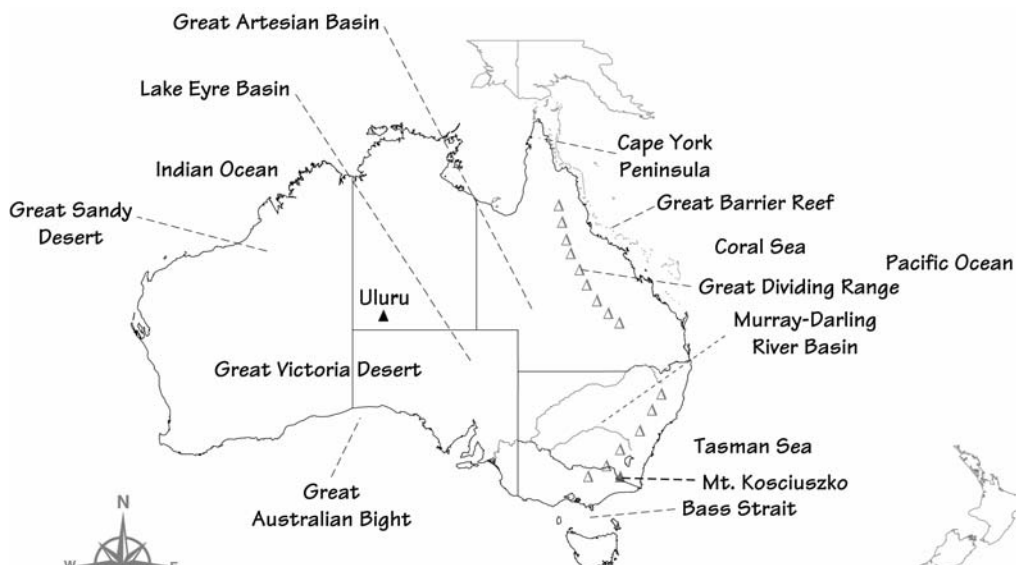 Great Artesian Basin
Lake Eyre Basin
Indian Ocean
Cape York
Peninsula
Great Sandy
Desert
Great Barrier Reef
Coral Sea
Pacific Ocean
Great Dividing Range
Uluru
Murray-Darling
River Basin
Great Victoria Desert
Tasman Sea
Mt. Kosciuszko
Great
Australian Bight
Bass Strait
N
W
E